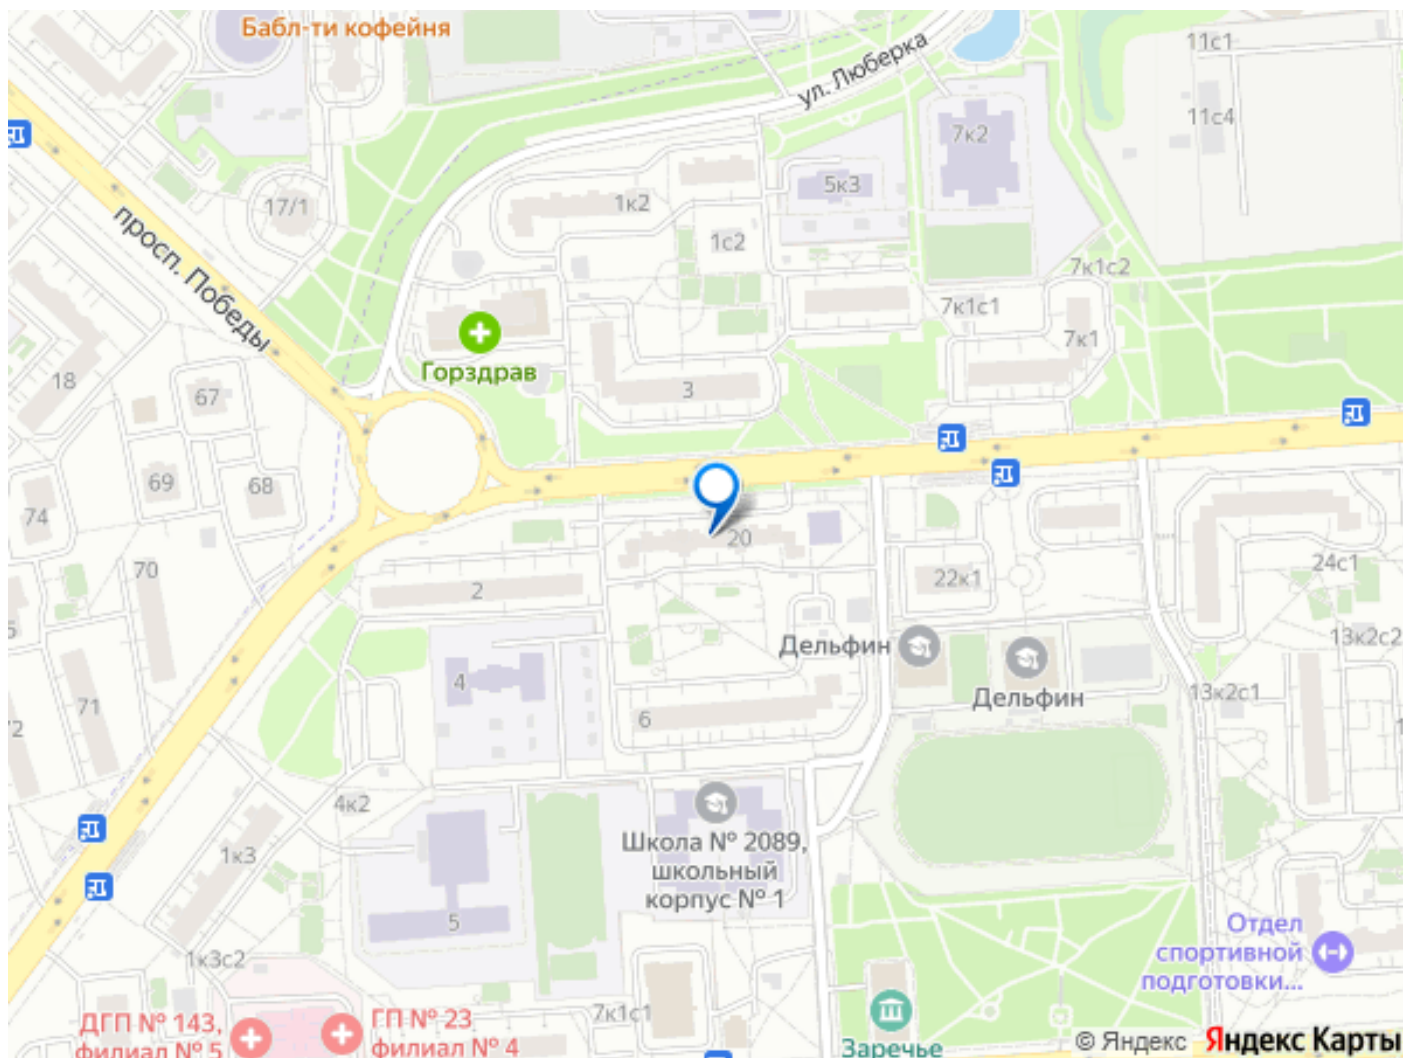 Бабл-ти кофейня
11с1
ул. Люберка
11с4
7к2
5к3
17/1
1к2
1с2
просп. Победы
7к1с2
7к1с1
7к1
Горздрав
18
67
3
69
68
74
20
24с1
70
2
22к1
13к2с2
Дельфин
4
Дельфин
13к2с1
71
6
4к2
Школа № 2089,
школьный
корпус № 1
1к3
5
Отдел
спортивной
подготовки...
1к3с2
7к1с1
ДГП № 143,
филиал № 5
ГП № 23
филиал № 4
Заречье
© Яндекс Яндекс Карты